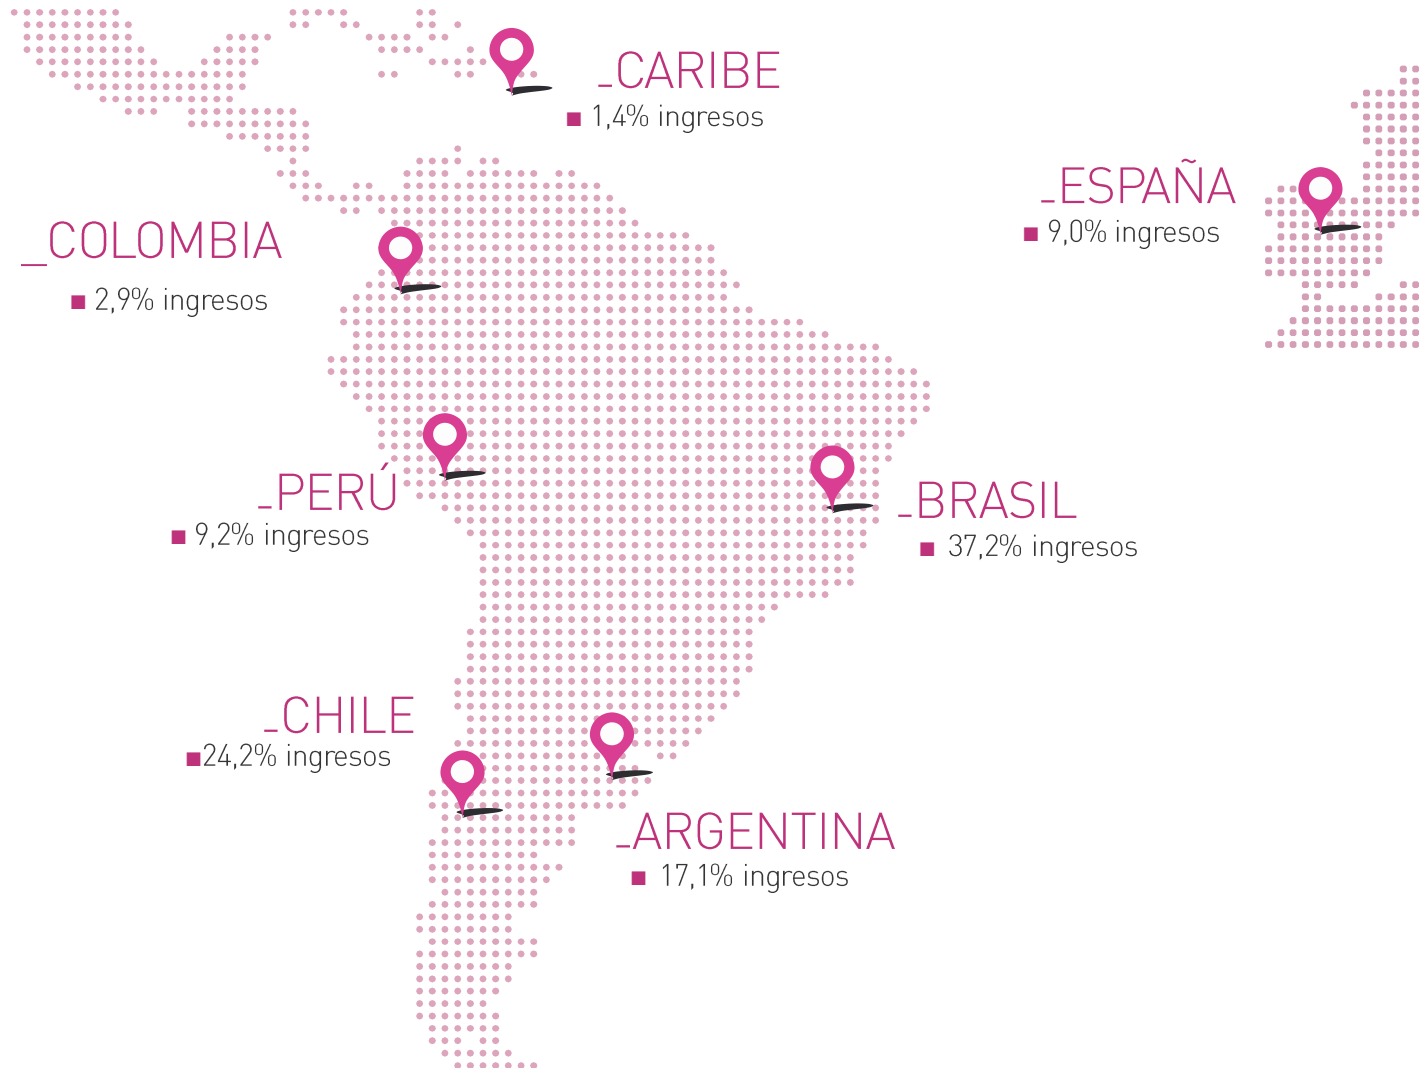 _CARIBE
1,4% ingresos
_ESPAÑA
9,0% ingresos
_COLOMBIA
2,9% ingresos
_PERÚ
9,2% ingresos
_BRASIL
37,2% ingresos
_CHILE
24,2% ingresos
_ARGENTINA
17,1% ingresos